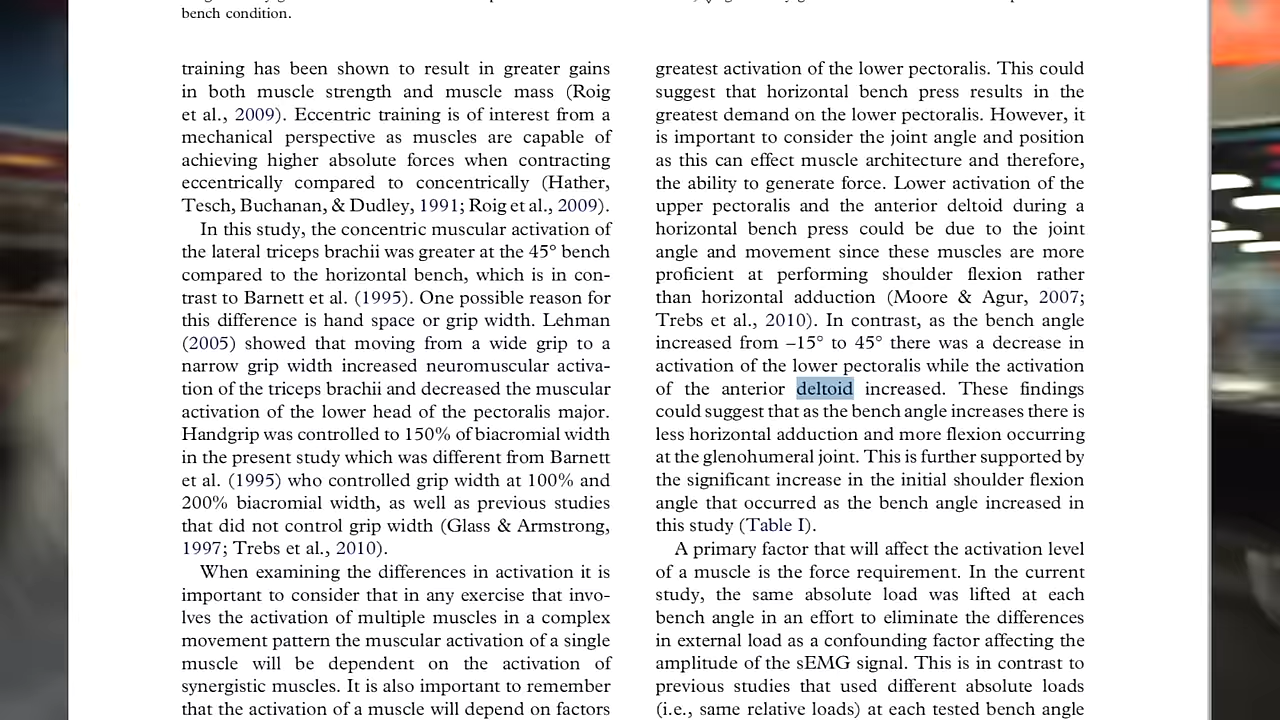 bench condition.
training has been shown to result in greater gains
in both muscle strength and muscle mass (Roig
et al., 2009). Eccentric training is of interest from a
mechanical perspective as muscles are capable of
achieving higher absolute forces when contracting
eccentrically compared to concentrically (Hather,
Tesch, Buchanan, & Dudley, 1991; Roig et al., 2009).
In this study, the concentric muscular activation of
the lateral triceps brachii was greater at the 45° bench
compared to the horizontal bench, which is in con-
trast to Barnett et al. (1995). One possible reason for
this difference is hand space or grip width. Lehman
(2005) showed that moving from a wide grip to a
narrow grip width increased neuromuscular activa-
tion of the triceps brachii and decreased the muscular
activation of the lower head of the pectoralis major.
Handgrip was controlled to 150% of biacromial width
in the present study which was different from Barnett
et al. (1995) who controlled grip width at 100% and
200% biacromial width, as well as previous studies
that did not control grip width (Glass & Armstrong,
1997; Trebs et al., 2010).
When examining the differences in activation it is
important to consider that in any exercise that invo-
lves the activation of multiple muscles in a complex
movement pattern the muscular activation of a single
muscle will be dependent on the activation of
synergistic muscles. It is also important to remember
that the activation of a muscle will depend on factors
greatest activation of the lower pectoralis. This could
suggest that horizontal bench press results in the
greatest demand on the lower pectoralis. However, it
is important to consider the joint angle and position
as this can effect muscle architecture and therefore,
the ability to generate force. Lower activation of the
upper pectoralis and the anterior deltoid during a
horizontal bench press could be due to the joint
angle and movement since these muscles are more
proficient at performing shoulder flexion rather
than horizontal adduction (Moore & Agur, 2007;
Trebs et al., 2010). In contrast, as the bench angle
increased from –15° to 45° there was a decrease in
activation of the lower pectoralis while the activation
of the anterior deltoid increased. These findings
could suggest that as the bench angle increases there is
less horizontal adduction and more flexion occurring
at the glenohumeral joint. This is further supported by
the significant increase in the initial shoulder flexion
angle that occurred as the bench angle increased in
this study (Table I).
A primary factor that will affect the activation level
of a muscle is the force requirement. In the current
study, the same absolute load was lifted at each
bench angle in an effort to eliminate the differences
in external load as a confounding factor affecting the
amplitude of the sEMG signal. This is in contrast to
previous studies that used different absolute loads
(i.e., same relative loads) at each tested bench angle